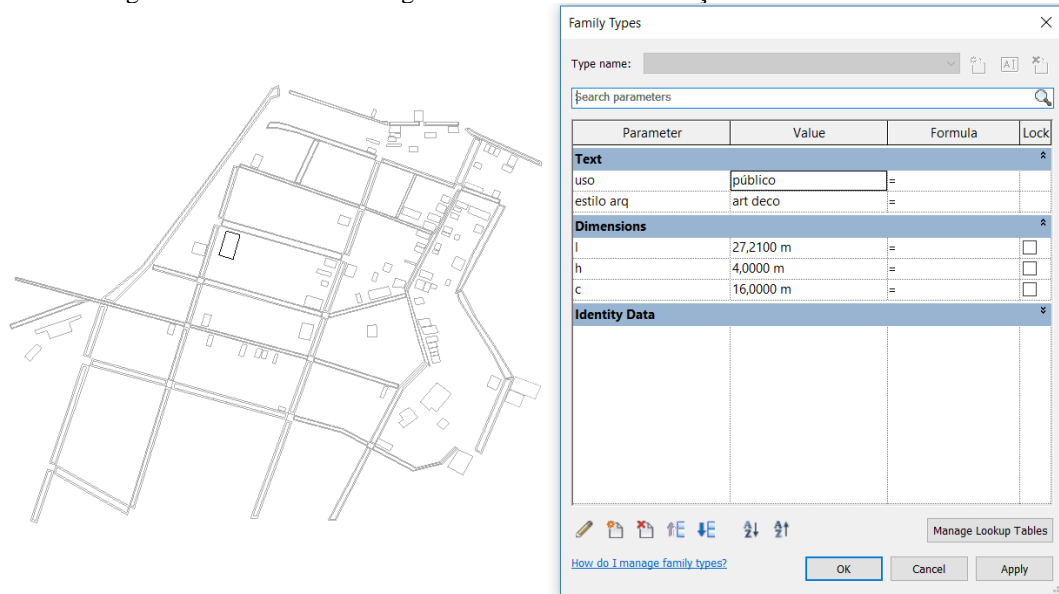 Family Types
Type name:
Search parameters
Parameter Value Formula Lock
Text
uso público =
estilo arq art deco =
Dimensions
l 27,2100 m =
h 4,0000 m =
c 16,0000 m =
Identity Data
Manage Lookup Tables
How do I manage family types?
OK Cancel Apply